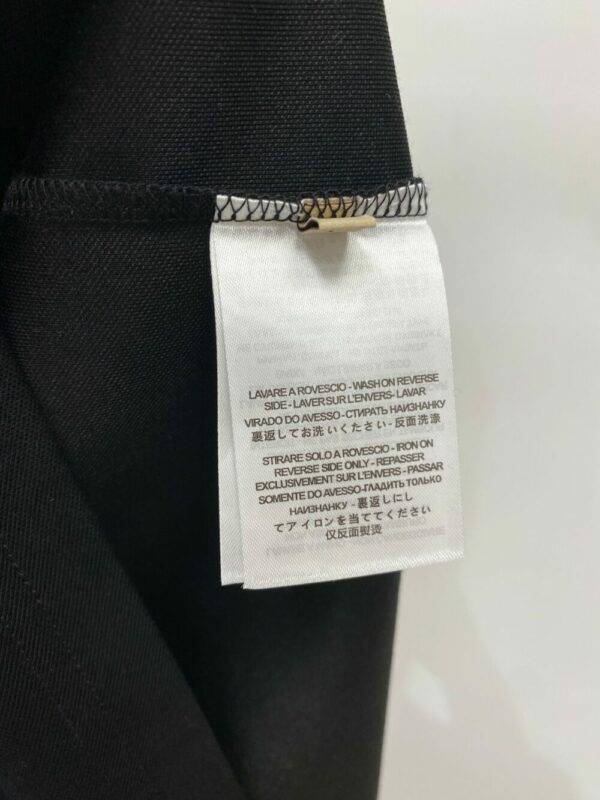 LAVARE A ROVESCIO - WASH ON REVERSE
SIDE - LAVER SUR L'ENVERS - LAVAR
VIRADO DO AVESSO - СТИРАТЬ НАИЗНАНКУ
裏返してお洗いください - 反面洗涤
STIRARE SOLO A ROVESCIO - IRON ON
REVERSE SIDE ONLY - REPASSER
EXCLUSIVEMENT SUR L'ENVERS - PASSAR
SOMENTE DO AVESSO - ГЛАДИТЬ ТОЛЬКО
НАИЗНАНКУ - 裏返しにし
てアイロンを当ててください
仅反面熨烫